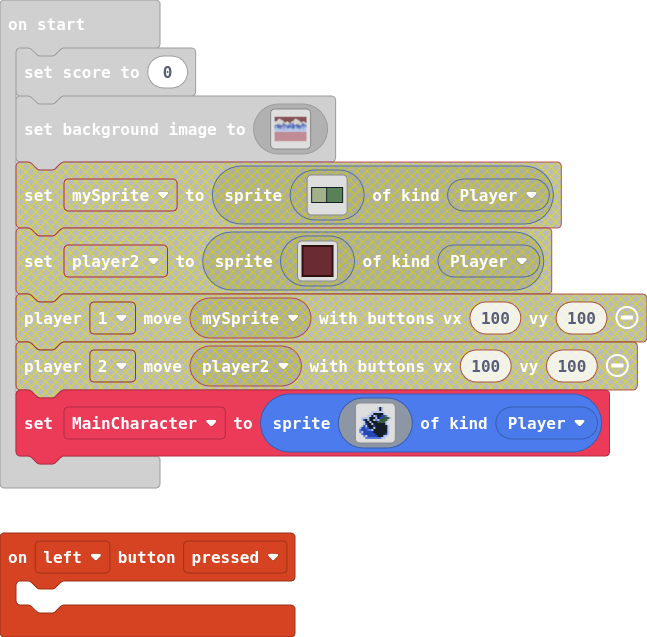 on start
set score to 0
set background image to
set mySprite to sprite of kind Player
set player2 to sprite of kind Player
player 1 move mySprite with buttons vx 100 vy 100
player 2 move player2 with buttons vx 100 vy 100
set MainCharacter to sprite of kind Player
on left button pressed